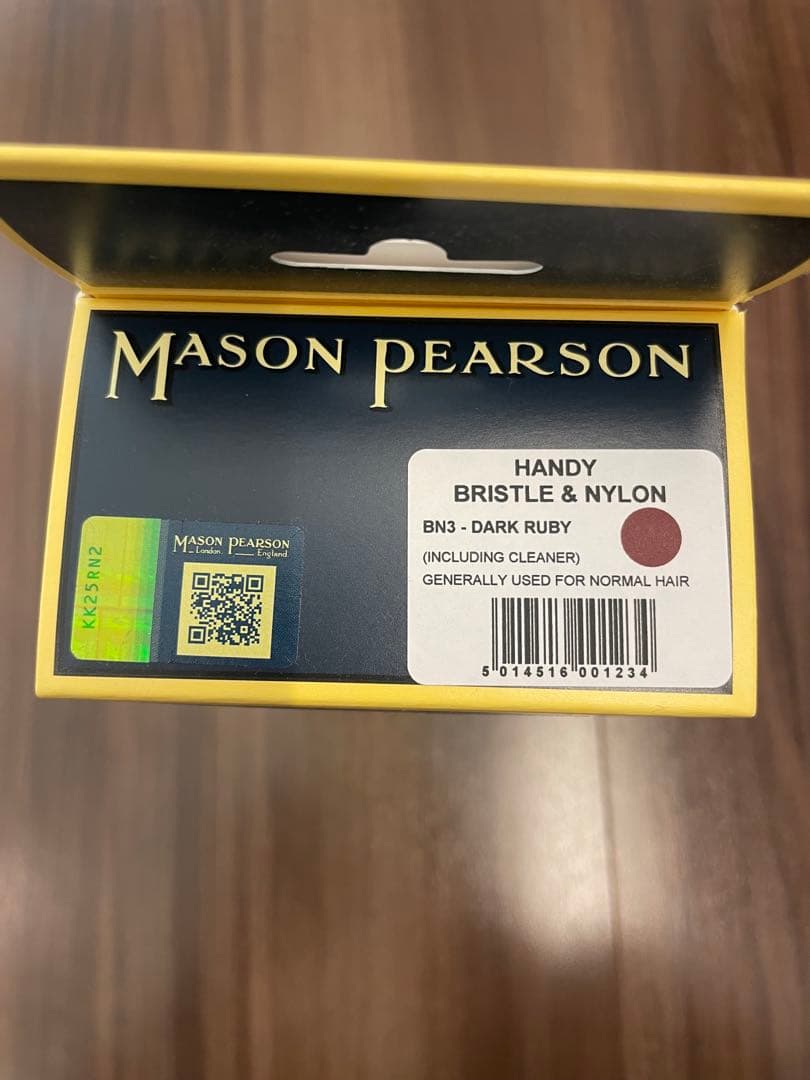 MASON PEARSON
HANDY
BRISTLE & NYLON
BN3 - DARK RUBY
(INCLUDING CLEANER)
GENERALLY USED FOR NORMAL HAIR
5 014516 001234
KK25RN2
MASON PEARSON
London England